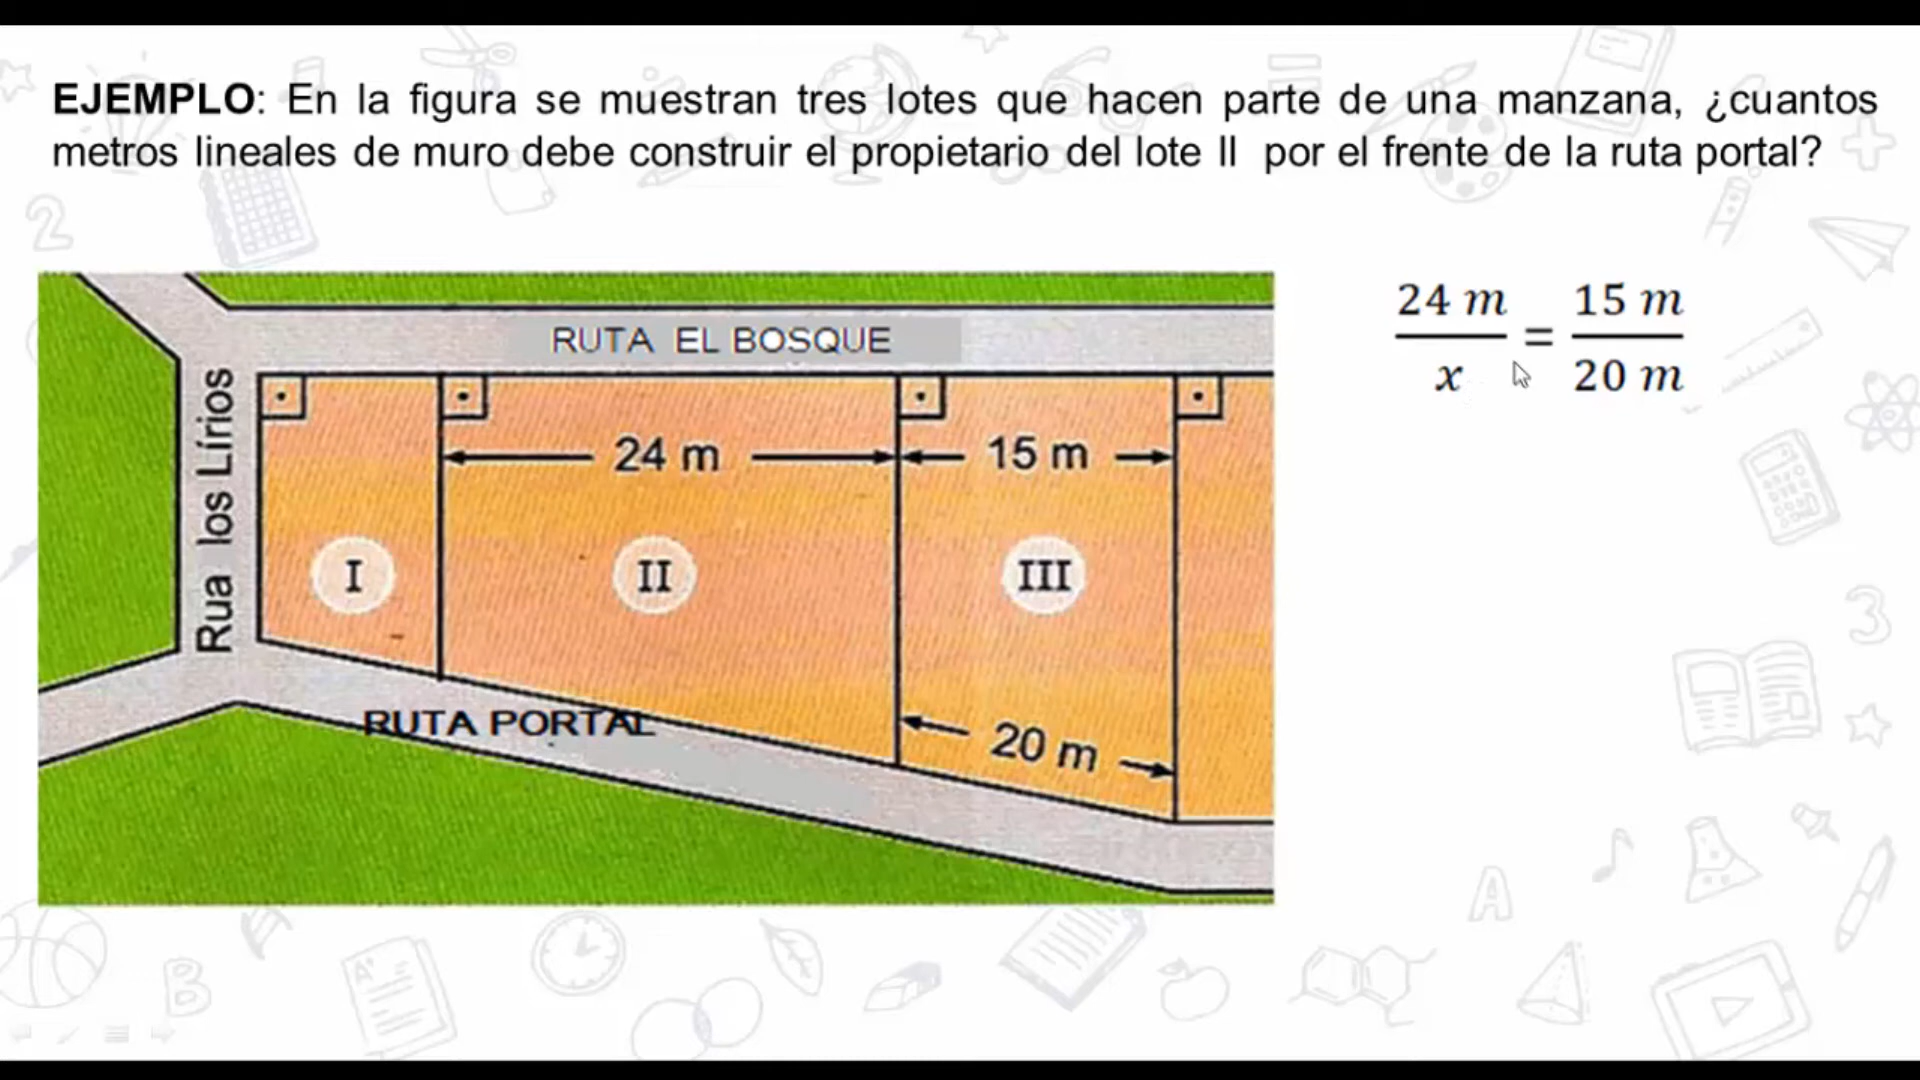 EJEMPLO: En la figura se muestran tres lotes que hacen parte de una manzana, ¿cuantos
metros lineales de muro debe construir el propietario del lote II por el frente de la ruta portal?
24 m / x = 15 m / 20 m
RUTA EL BOSQUE
Rua los Lírios
24 m
15 m
I
II
III
RUTA PORTAL
20 m